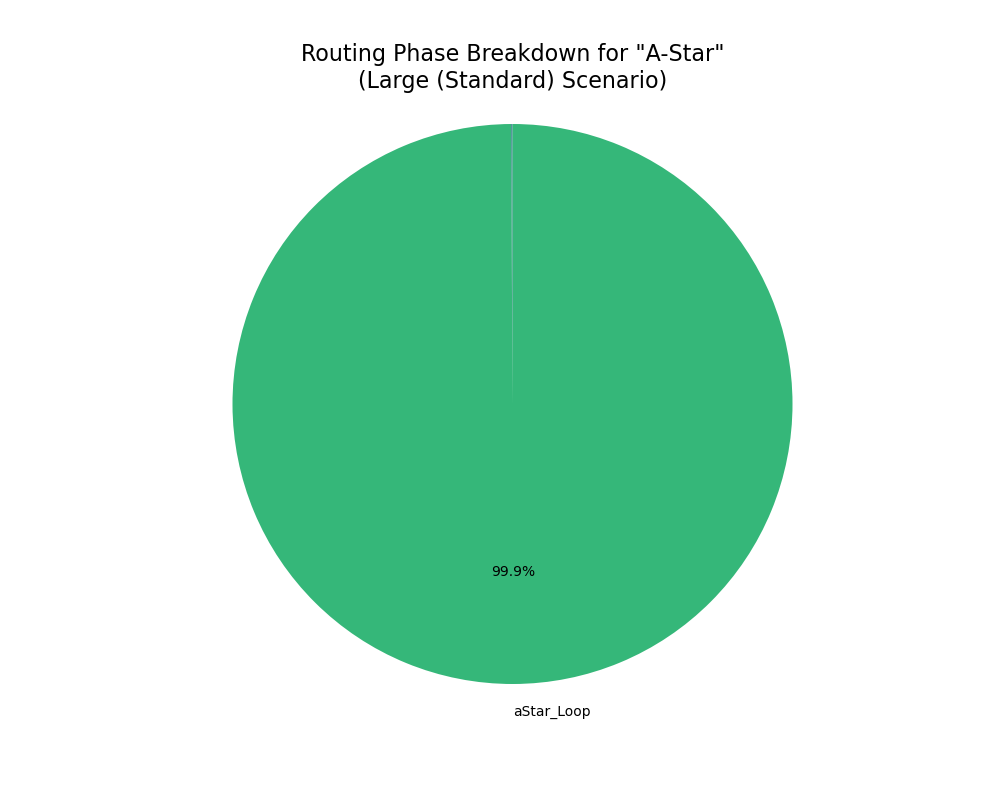 Routing Phase Breakdown for "A-Star"
(Large (Standard) Scenario)
99.9%
aStar_Loop